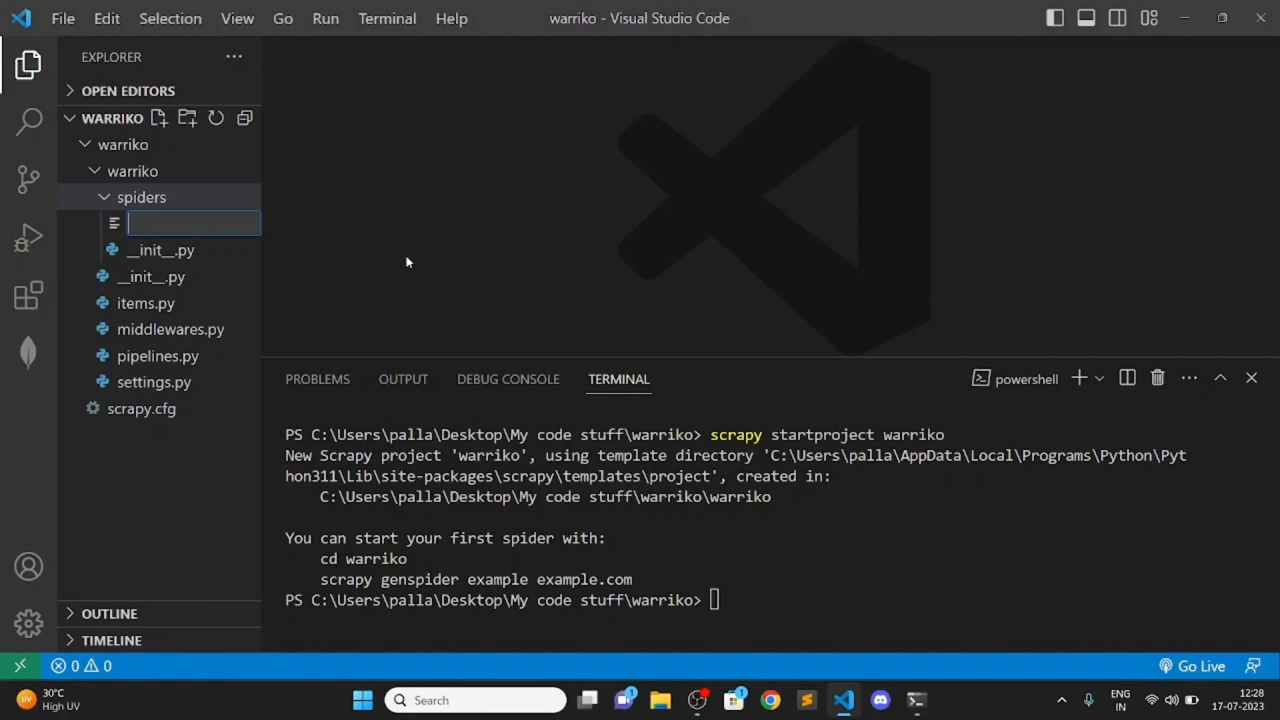 File Edit Selection View Go Run Terminal Help warriko - Visual Studio Code
EXPLORER
OPEN EDITORS
WARRIKO
warriko
warriko
spiders
__init__.py
__init__.py
items.py
middlewares.py
pipelines.py
settings.py
scrapy.cfg
OUTLINE
TIMELINE
PROBLEMS OUTPUT DEBUG CONSOLE TERMINAL powershell
PS C:\Users\palla\Desktop\My code stuff\warriko> scrapy startproject warriko
New Scrapy project 'warriko', using template directory 'C:\Users\palla\AppData\Local\Programs\Python\Pyt
hon311\Lib\site-packages\scrapy\templates\project', created in:
C:\Users\palla\Desktop\My code stuff\warriko\warriko
You can start your first spider with:
cd warriko
scrapy genspider example example.com
PS C:\Users\palla\Desktop\My code stuff\warriko>
0 0 Go Live
30°C
High UV
Search
1
1
ENG
IN
12:28
17-07-2023